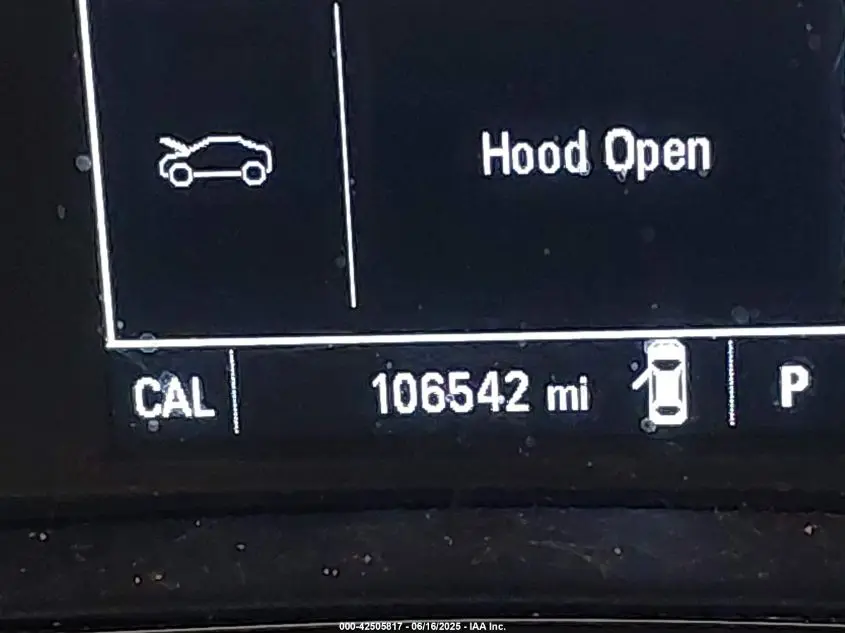 Hood Open
CAL 106542 mi P
000-42505817 - 06/16/2025 - IAA Inc.